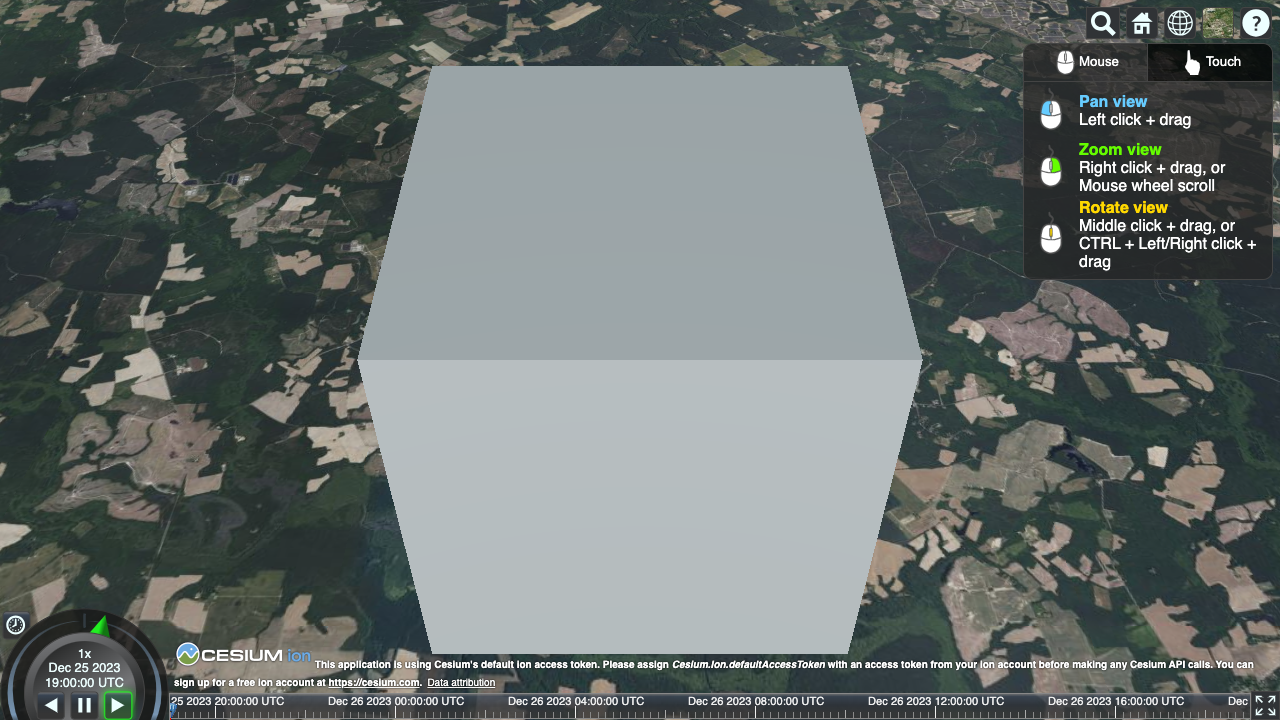 ?
Mouse
Touch
Pan view
Left click + drag
Zoom view
Right click + drag, or
Mouse wheel scroll
Rotate view
Middle click + drag, or
CTRL + Left/Right click +
drag
1x
Dec 25 2023
19:00:00 UTC
CESIUM ion
This application is using Cesium's default ion access token. Please assign Cesium.Ion.defaultAccessToken with an access token from your ion account before making any Cesium API calls. You can
sign up for a free ion account at https://cesium.com. Data attribution
25 2023 20:00:00 UTC
Dec 26 2023 00:00:00 UTC
Dec 26 2023 04:00:00 UTC
Dec 26 2023 08:00:00 UTC
Dec 26 2023 12:00:00 UTC
Dec 26 2023 16:00:00 UTC
Dec